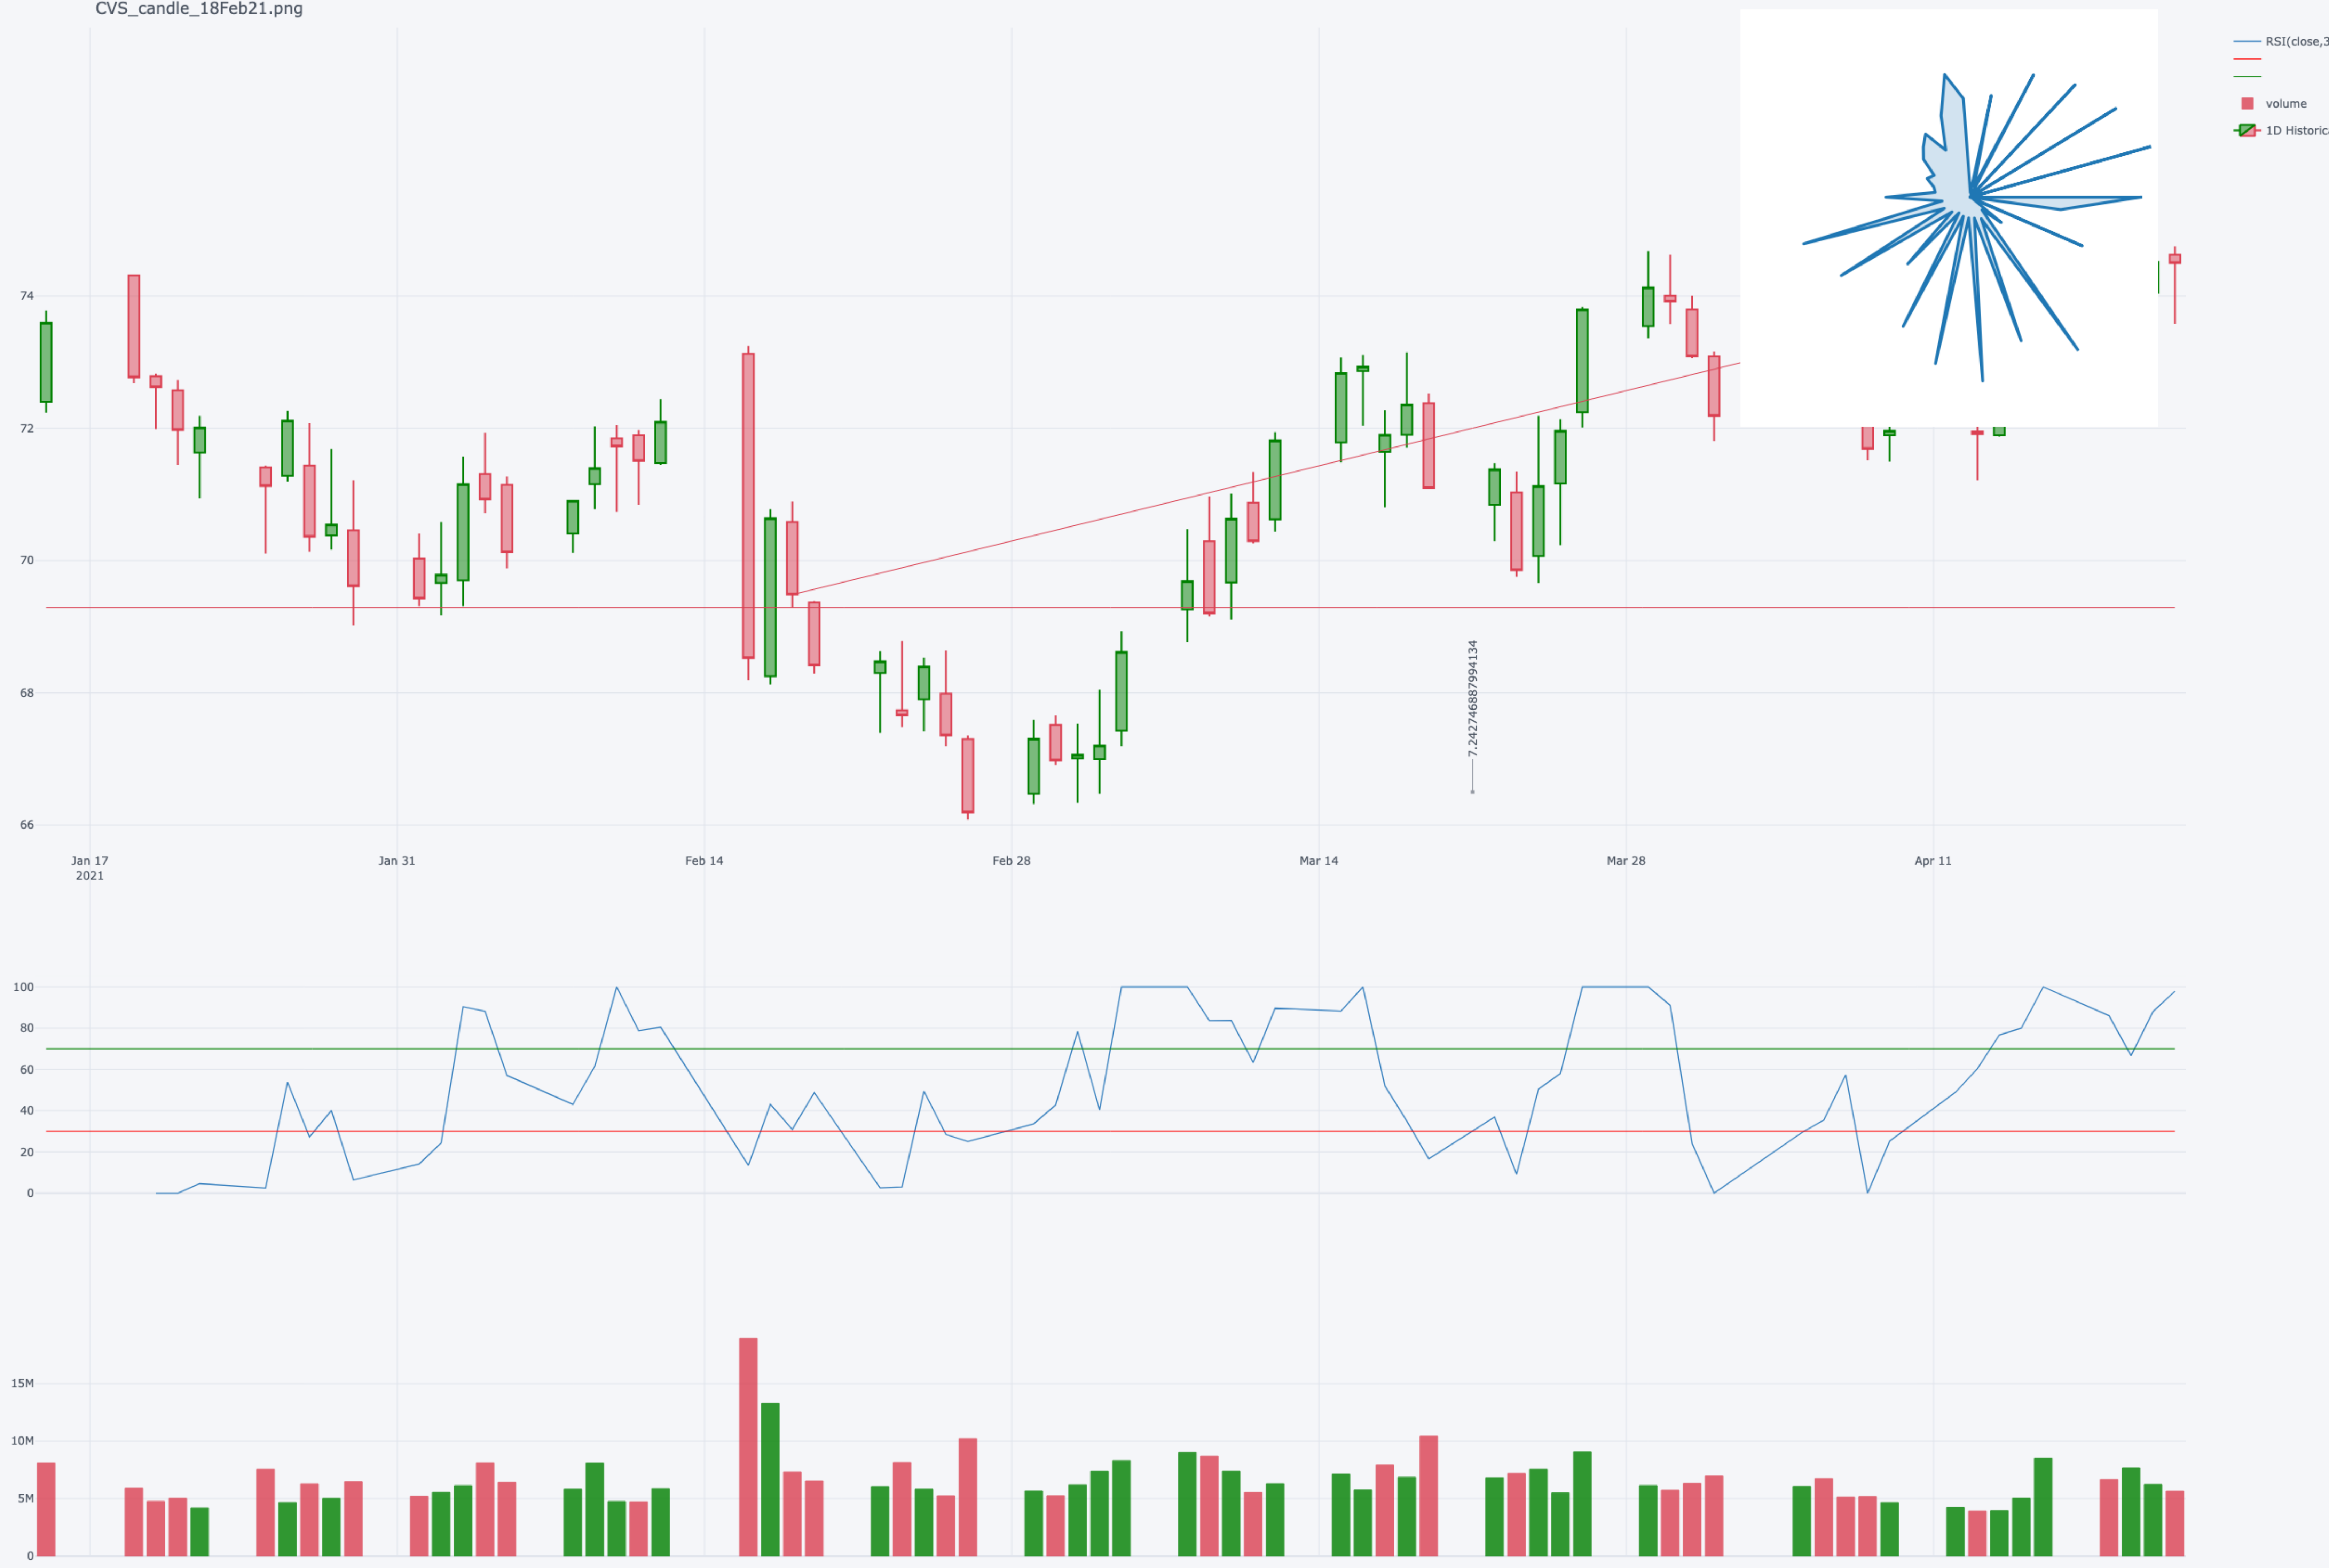 CVS_candle_18Feb21.png
RSI(close,3
volume
1D Historica
74
72
70
68
66
7.242746887994134
Jan 17
2021
Jan 31
Feb 14
Feb 28
Mar 14
Mar 28
Apr 11
100
80
60
40
20
0
15M
10M
5M
0